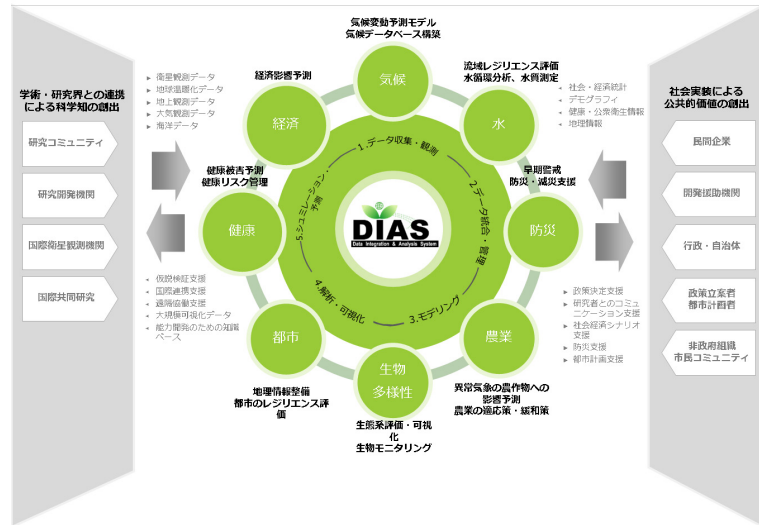 学術・研究界との連携
による科学知の創出
研究コミュニティ
研究開発機関
国際衛星観測機関
国際共同研究
衛星観測データ
地球温暖化データ
地上観測データ
大気観測データ
海洋データ
仮説検証支援
国際連携支援
遠隔協働支援
大規模可視化データ
能力開発のための知識
ベース
気候変動予測モデル
気候データベース構築
気候
流域レジリエンス評価
水循環分析、水質測定
水
早期警戒
防災・減災支援
防災
農業
異常気象の農作物への
影響予測
農業の適応策・緩和策
生物
多様性
生態系評価・可視
化
生物モニタリング
都市
地理情報整備
都市のレジリエンス評
価
健康被害予測
健康リスク管理
健康
経済影響予測
経済
1.データ収集・観測
2.データ統合・管理
3.モデリング
4.解析・可視化
5.シュミレーション・
予測
DIAS
Data Integration & Analysis System
社会・経済統計
デモグラフィ
健康・公衆衛生情報
地理情報
政策決定支援
研究者とのコミュ
ニケーション支援
社会経済シナリオ
支援
防災支援
都市計画支援
社会実装による
公共的価値の創出
民間企業
開発援助機関
行政・自治体
政策立案者
都市計画者
非政府組織
市民コミュニティ